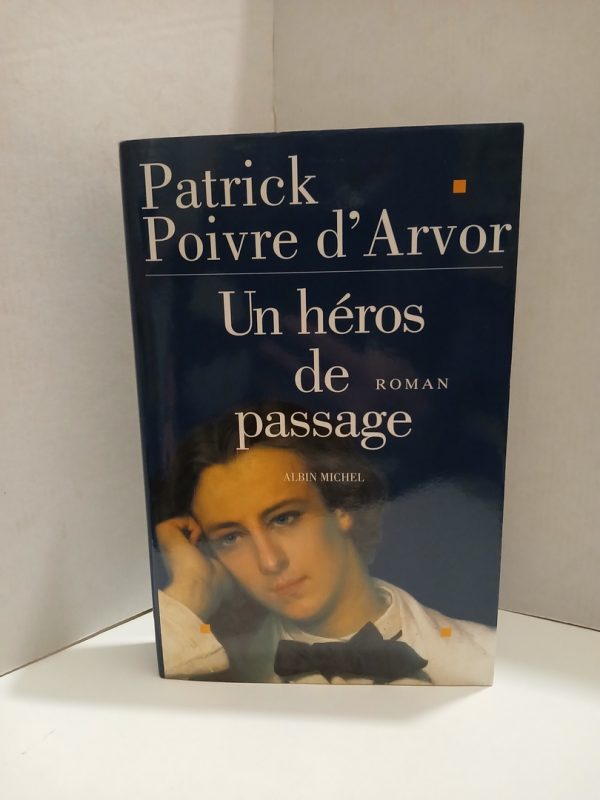 Patrick
Poivre d'Arvor
Un héros
de ROMAN
passage
ALBIN MICHEL